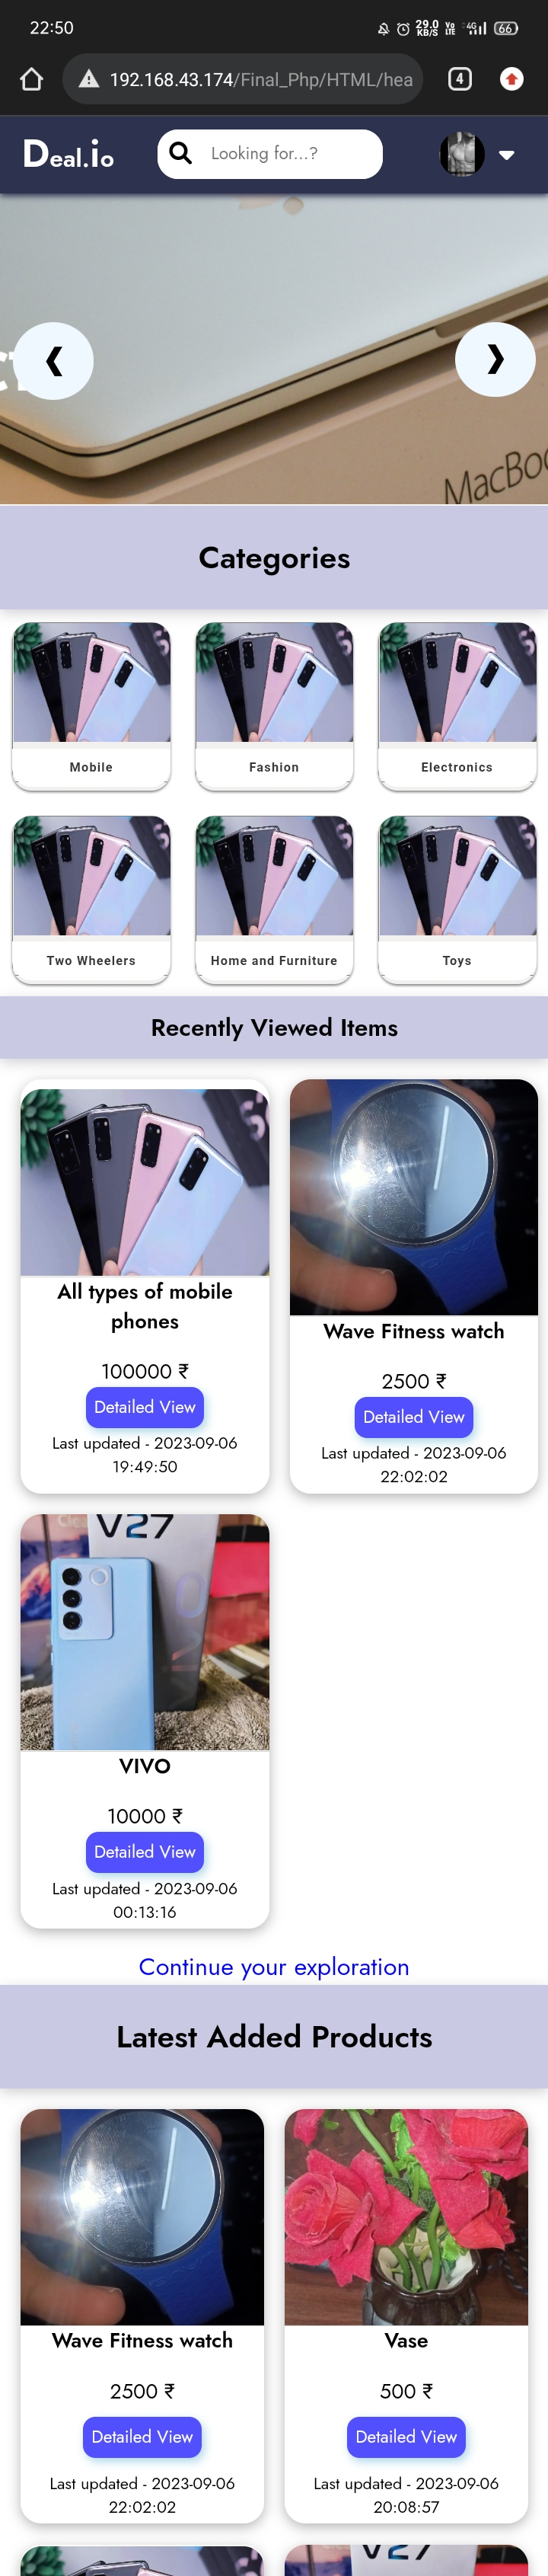 22:50
29.0 KB/S Vo LTE 4G 66
192.168.43.174/Final_Php/HTML/hea
4
Deal.io
Looking for...?
❮ ❯
MacBoo
Categories
Mobile Fashion Electronics
Two Wheelers Home and Furniture Toys
Recently Viewed Items
All types of mobile
phones
100000 ₹
Detailed View
Last updated - 2023-09-06
19:49:50
Wave Fitness watch
2500 ₹
Detailed View
Last updated - 2023-09-06
22:02:02
V27
VIVO
10000 ₹
Detailed View
Last updated - 2023-09-06
00:13:16
Continue your exploration
Latest Added Products
Wave Fitness watch
2500 ₹
Detailed View
Last updated - 2023-09-06
22:02:02
Vase
500 ₹
Detailed View
Last updated - 2023-09-06
20:08:57
V27